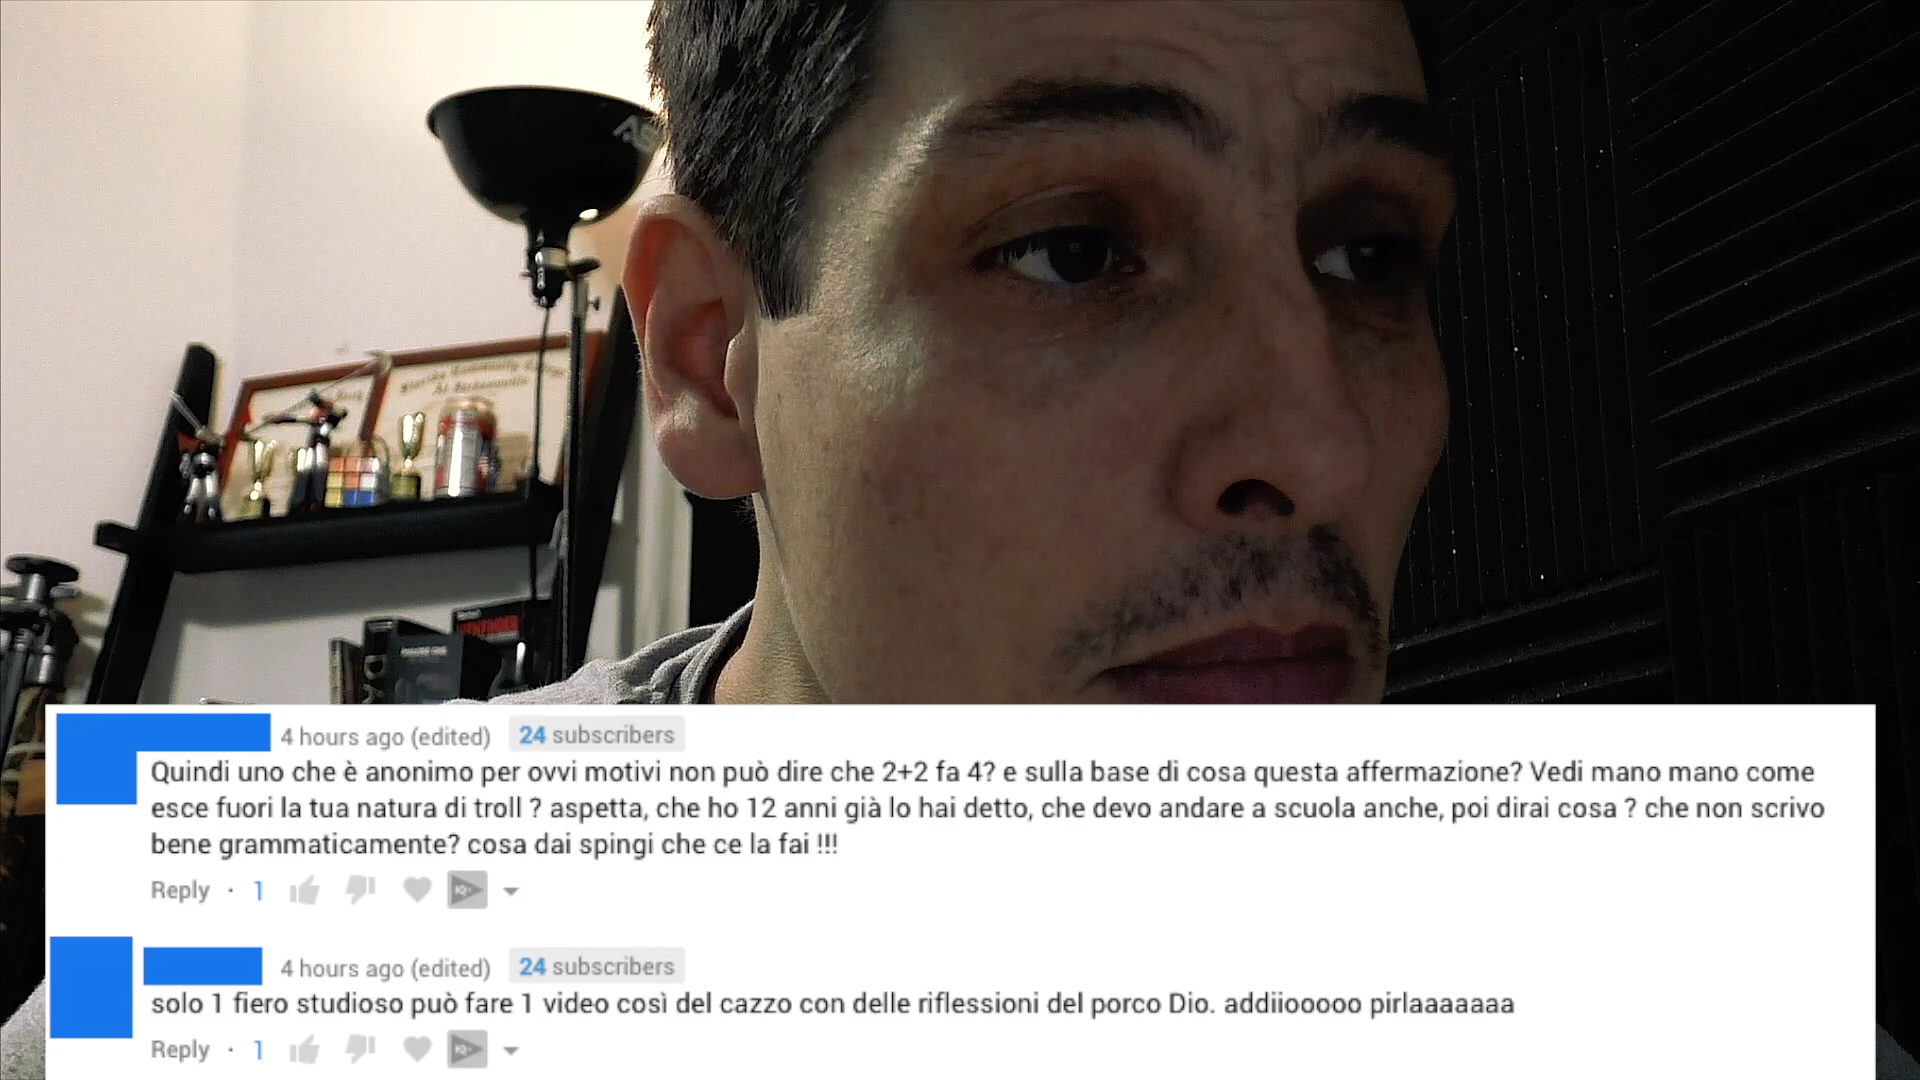 Florida Community College
At Jacksonville
4 hours ago (edited) 24 subscribers
Quindi uno che è anonimo per ovvi motivi non può dire che 2+2 fa 4? e sulla base di cosa questa affermazione? Vedi mano mano come
esce fuori la tua natura di troll ? aspetta, che ho 12 anni già lo hai detto, che devo andare a scuola anche, poi dirai cosa ? che non scrivo
bene grammaticamente? cosa dai spingi che ce la fai !!!
Reply · 1
4 hours ago (edited) 24 subscribers
solo 1 fiero studioso può fare 1 video così del cazzo con delle riflessioni del porco Dio. addiiooooo pirlaaaaaaa
Reply · 1